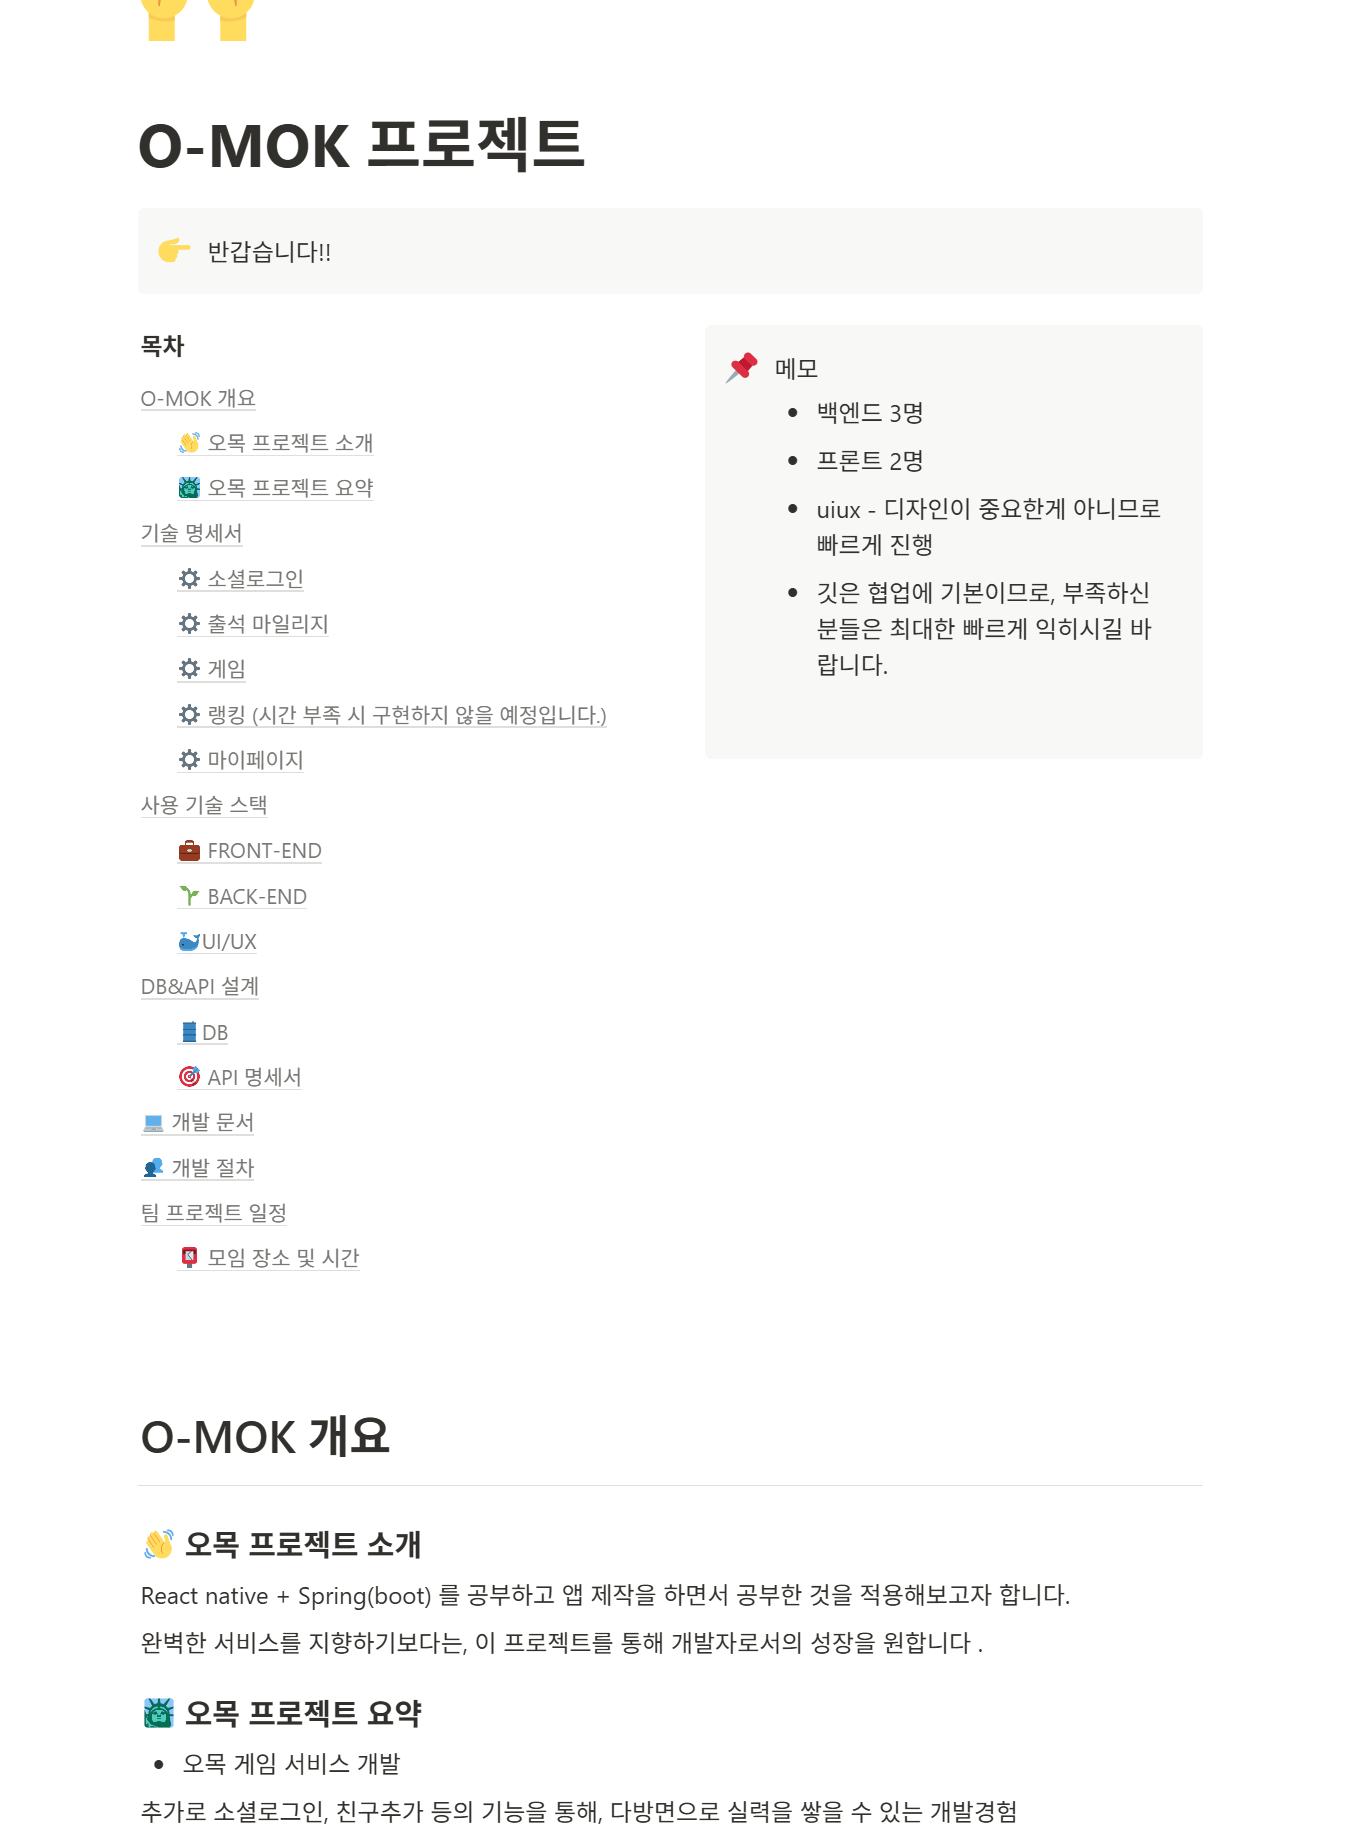 O-MOK 프로젝트
반갑습니다!!
목차
O-MOK 개요
오목 프로젝트 소개
오목 프로젝트 요약
기술 명세서
소셜로그인
출석 마일리지
게임
랭킹 (시간 부족 시 구현하지 않을 예정입니다.)
마이페이지
사용 기술 스택
FRONT-END
BACK-END
UI/UX
DB&API 설계
DB
API 명세서
개발 문서
개발 절차
팀 프로젝트 일정
모임 장소 및 시간
메모
백엔드 3명
프론트 2명
uiux - 디자인이 중요한게 아니므로
빠르게 진행
깃은 협업에 기본이므로, 부족하신
분들은 최대한 빠르게 익히시길 바
랍니다.
O-MOK 개요
오목 프로젝트 소개
React native + Spring(boot) 를 공부하고 앱 제작을 하면서 공부한 것을 적용해보고자 합니다.
완벽한 서비스를 지향하기보다는, 이 프로젝트를 통해 개발자로서의 성장을 원합니다 .
오목 프로젝트 요약
오목 게임 서비스 개발
추가로 소셜로그인, 친구추가 등의 기능을 통해, 다방면으로 실력을 쌓을 수 있는 개발경험